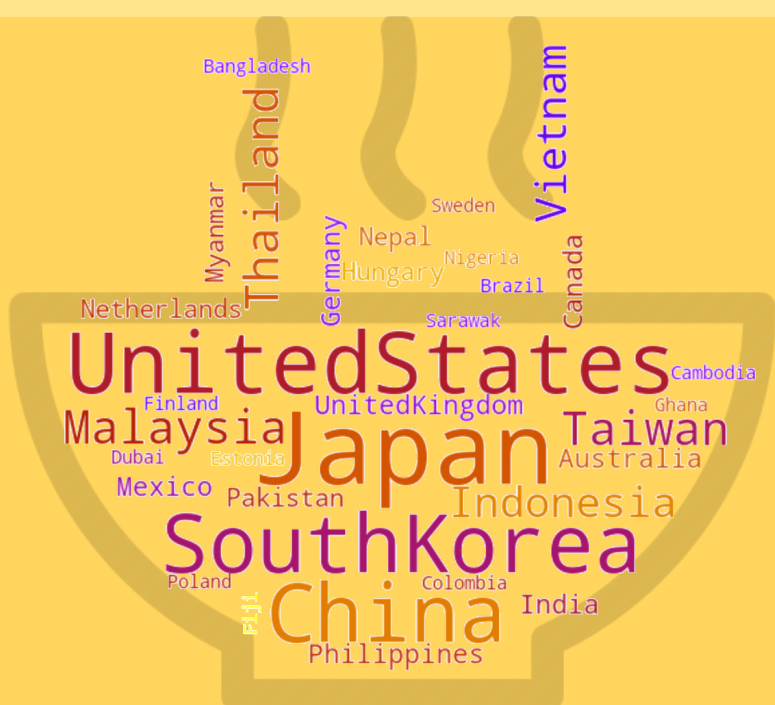 Bangladesh
Vietnam
Thailand
Myanmar
Sweden
Germany
Nepal
Canada
Nigeria
Hungary
Brazil
Netherlands
Sarawak
UnitedStates
Cambodia
Finland
UnitedKingdom
Ghana
Malaysia
Japan
Taiwan
Dubai
Estonia
Australia
Mexico
Pakistan
Indonesia
SouthKorea
Poland
Colombia
Fiji
China
India
Philippines